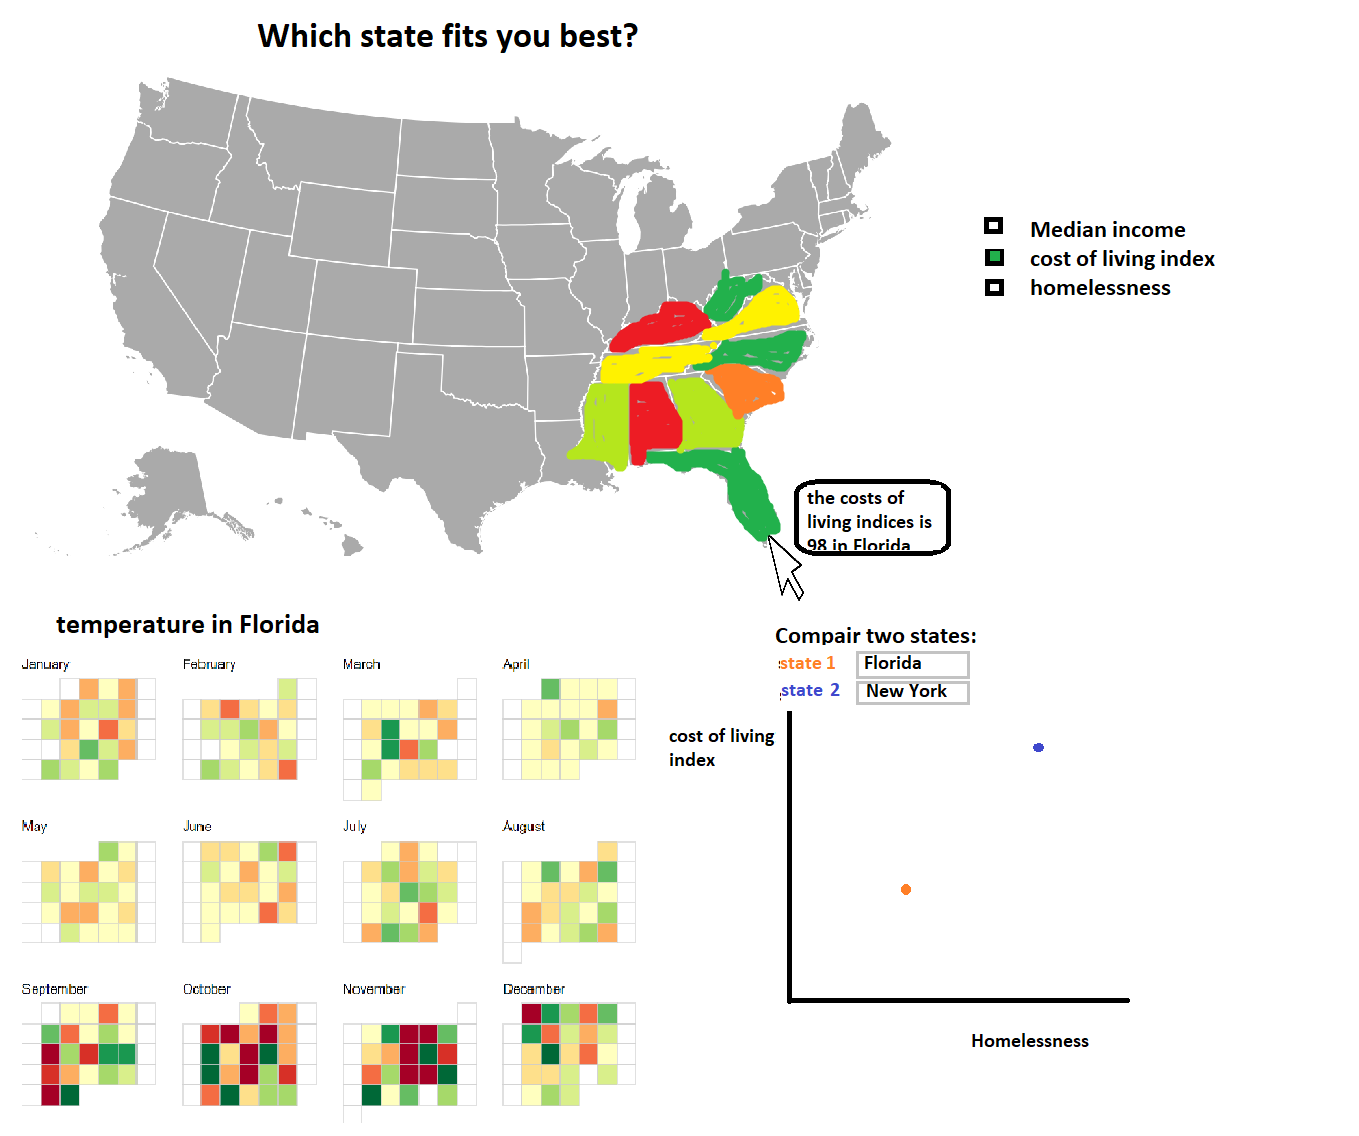 Which state fits you best?
Median income
cost of living index
homelessness
the costs of
living indices is
98 in Florida
temperature in Florida
January
February
March
April
May
June
July
August
September
October
November
December
Compair two states:
state 1
Florida
state 2
New York
cost of living
index
Homelessness